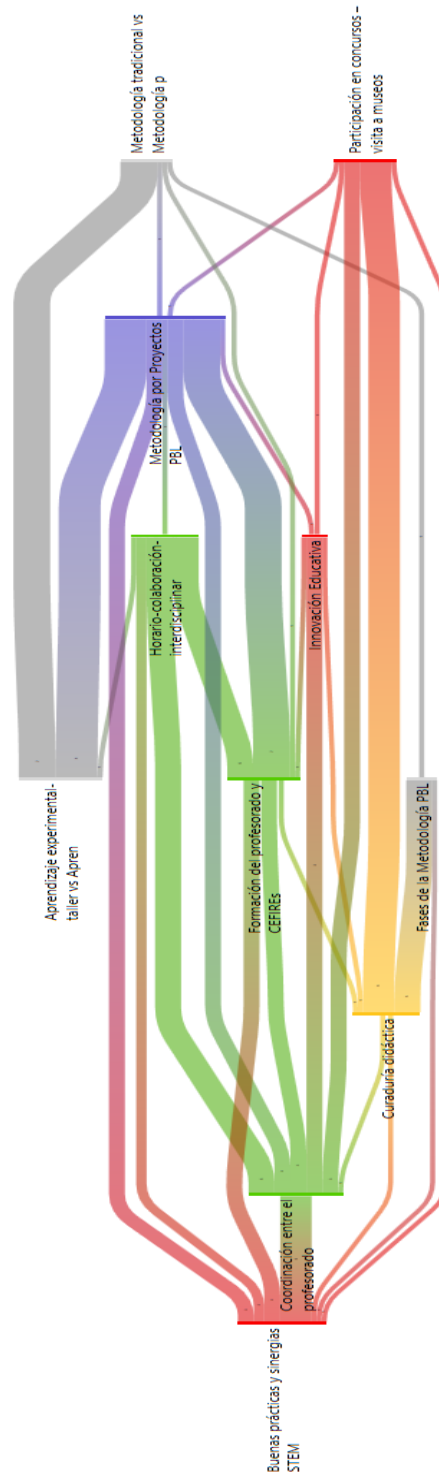 Metodología tradicional vs
Metodología p
Participación en concursos –
visita a museos
Metodología por Proyectos
PBL
Horario-colaboración-
interdisciplinar
Innovación Educativa
Aprendizaje experimental-
taller vs Apren
Formación del profesorado y
CEFIREs
Fases de la Metodología PBL
Curaduría didáctica
Coordinación entre el
profesorado
Buenas prácticas y sinergias
STEM